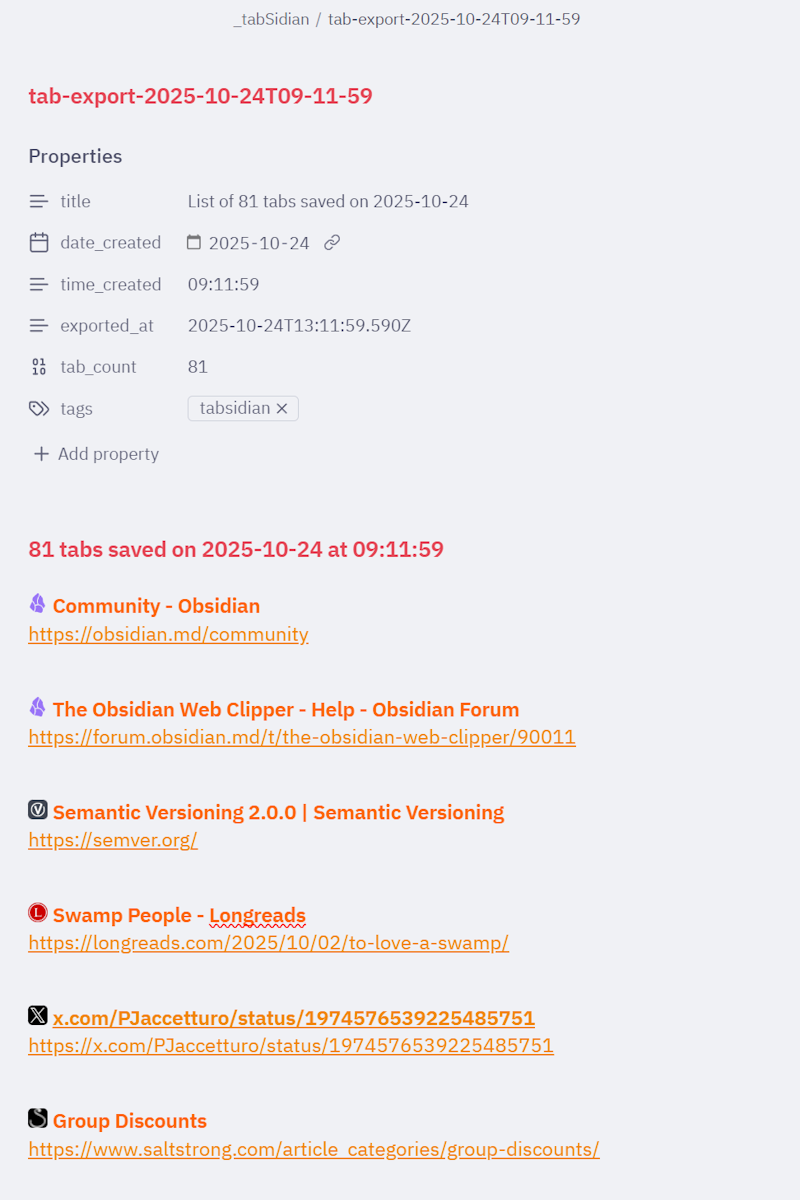 _tabSidian / tab-export-2025-10-24T09-11-59
tab-export-2025-10-24T09-11-59
Properties
title List of 81 tabs saved on 2025-10-24
date_created 2025-10-24
time_created 09:11:59
exported_at 2025-10-24T13:11:59.590Z
tab_count 81
tags tabsidian
Add property
81 tabs saved on 2025-10-24 at 09:11:59
Community - Obsidian
https://obsidian.md/community
The Obsidian Web Clipper - Help - Obsidian Forum
https://forum.obsidian.md/t/the-obsidian-web-clipper/90011
Semantic Versioning 2.0.0 | Semantic Versioning
https://semver.org/
Swamp People - Longreads
https://longreads.com/2025/10/02/to-love-a-swamp/
x.com/PJaccetturo/status/1974576539225485751
https://x.com/PJaccetturo/status/1974576539225485751
Group Discounts
https://www.saltstrong.com/article_categories/group-discounts/